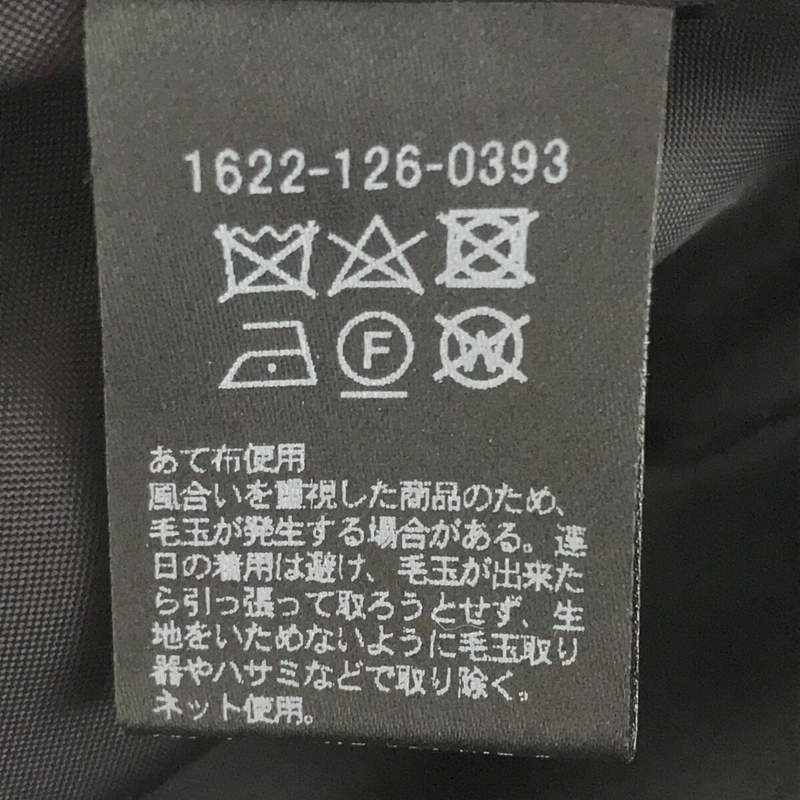 1622-126-0393
F W
あて布使用
風合いを重視した商品のため、
毛玉が発生する場合がある。連
日の着用は避け、毛玉が出来た
ら引っ張って取ろうとせず、生
地をいためないように毛玉取り
器やハサミなどで取り除く。
ネット使用。